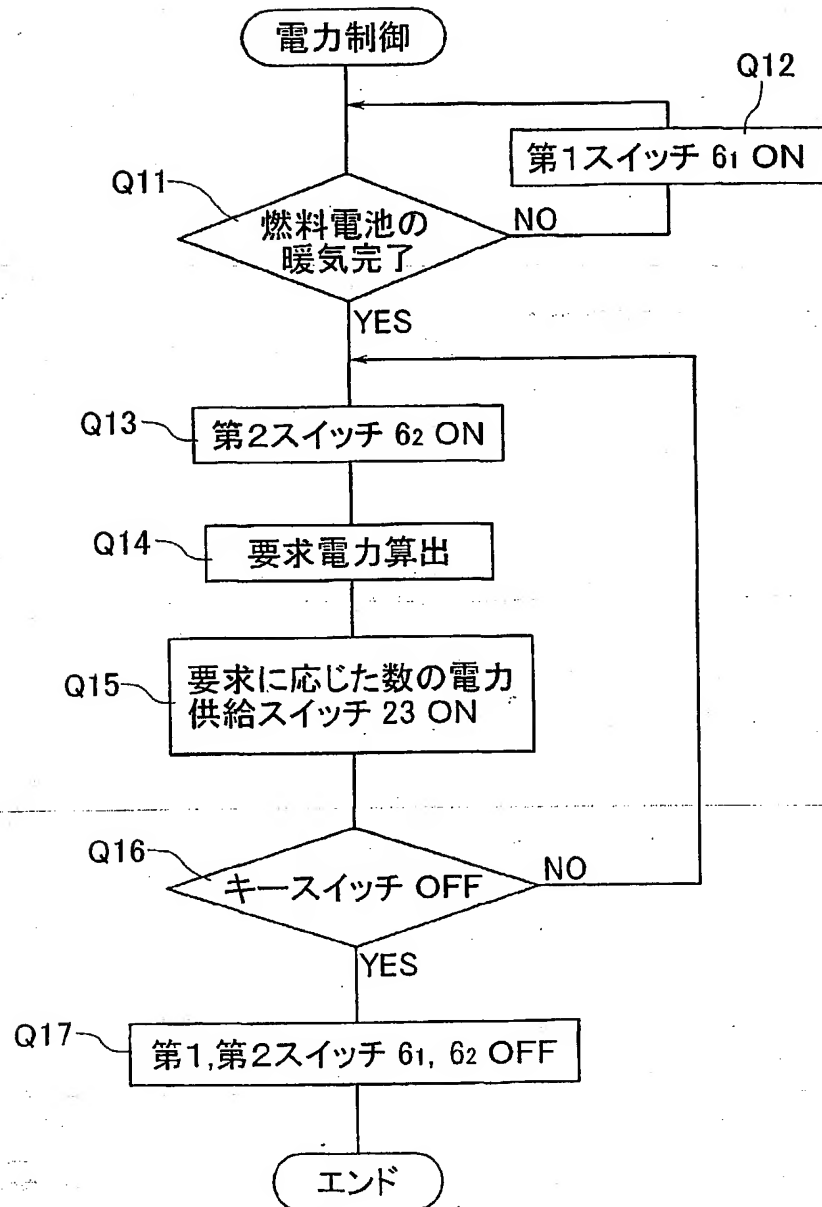 電力制御
Q12
第1スイッチ 6₁ ON
Q11
燃料電池の
暖気完了
NO
YES
Q13
第2スイッチ 6₂ ON
Q14
要求電力算出
Q15
要求に応じた数の電力
供給スイッチ 23 ON
Q16
キースイッチ OFF
NO
YES
Q17
第1,第2スイッチ 6₁, 6₂ OFF
エンド